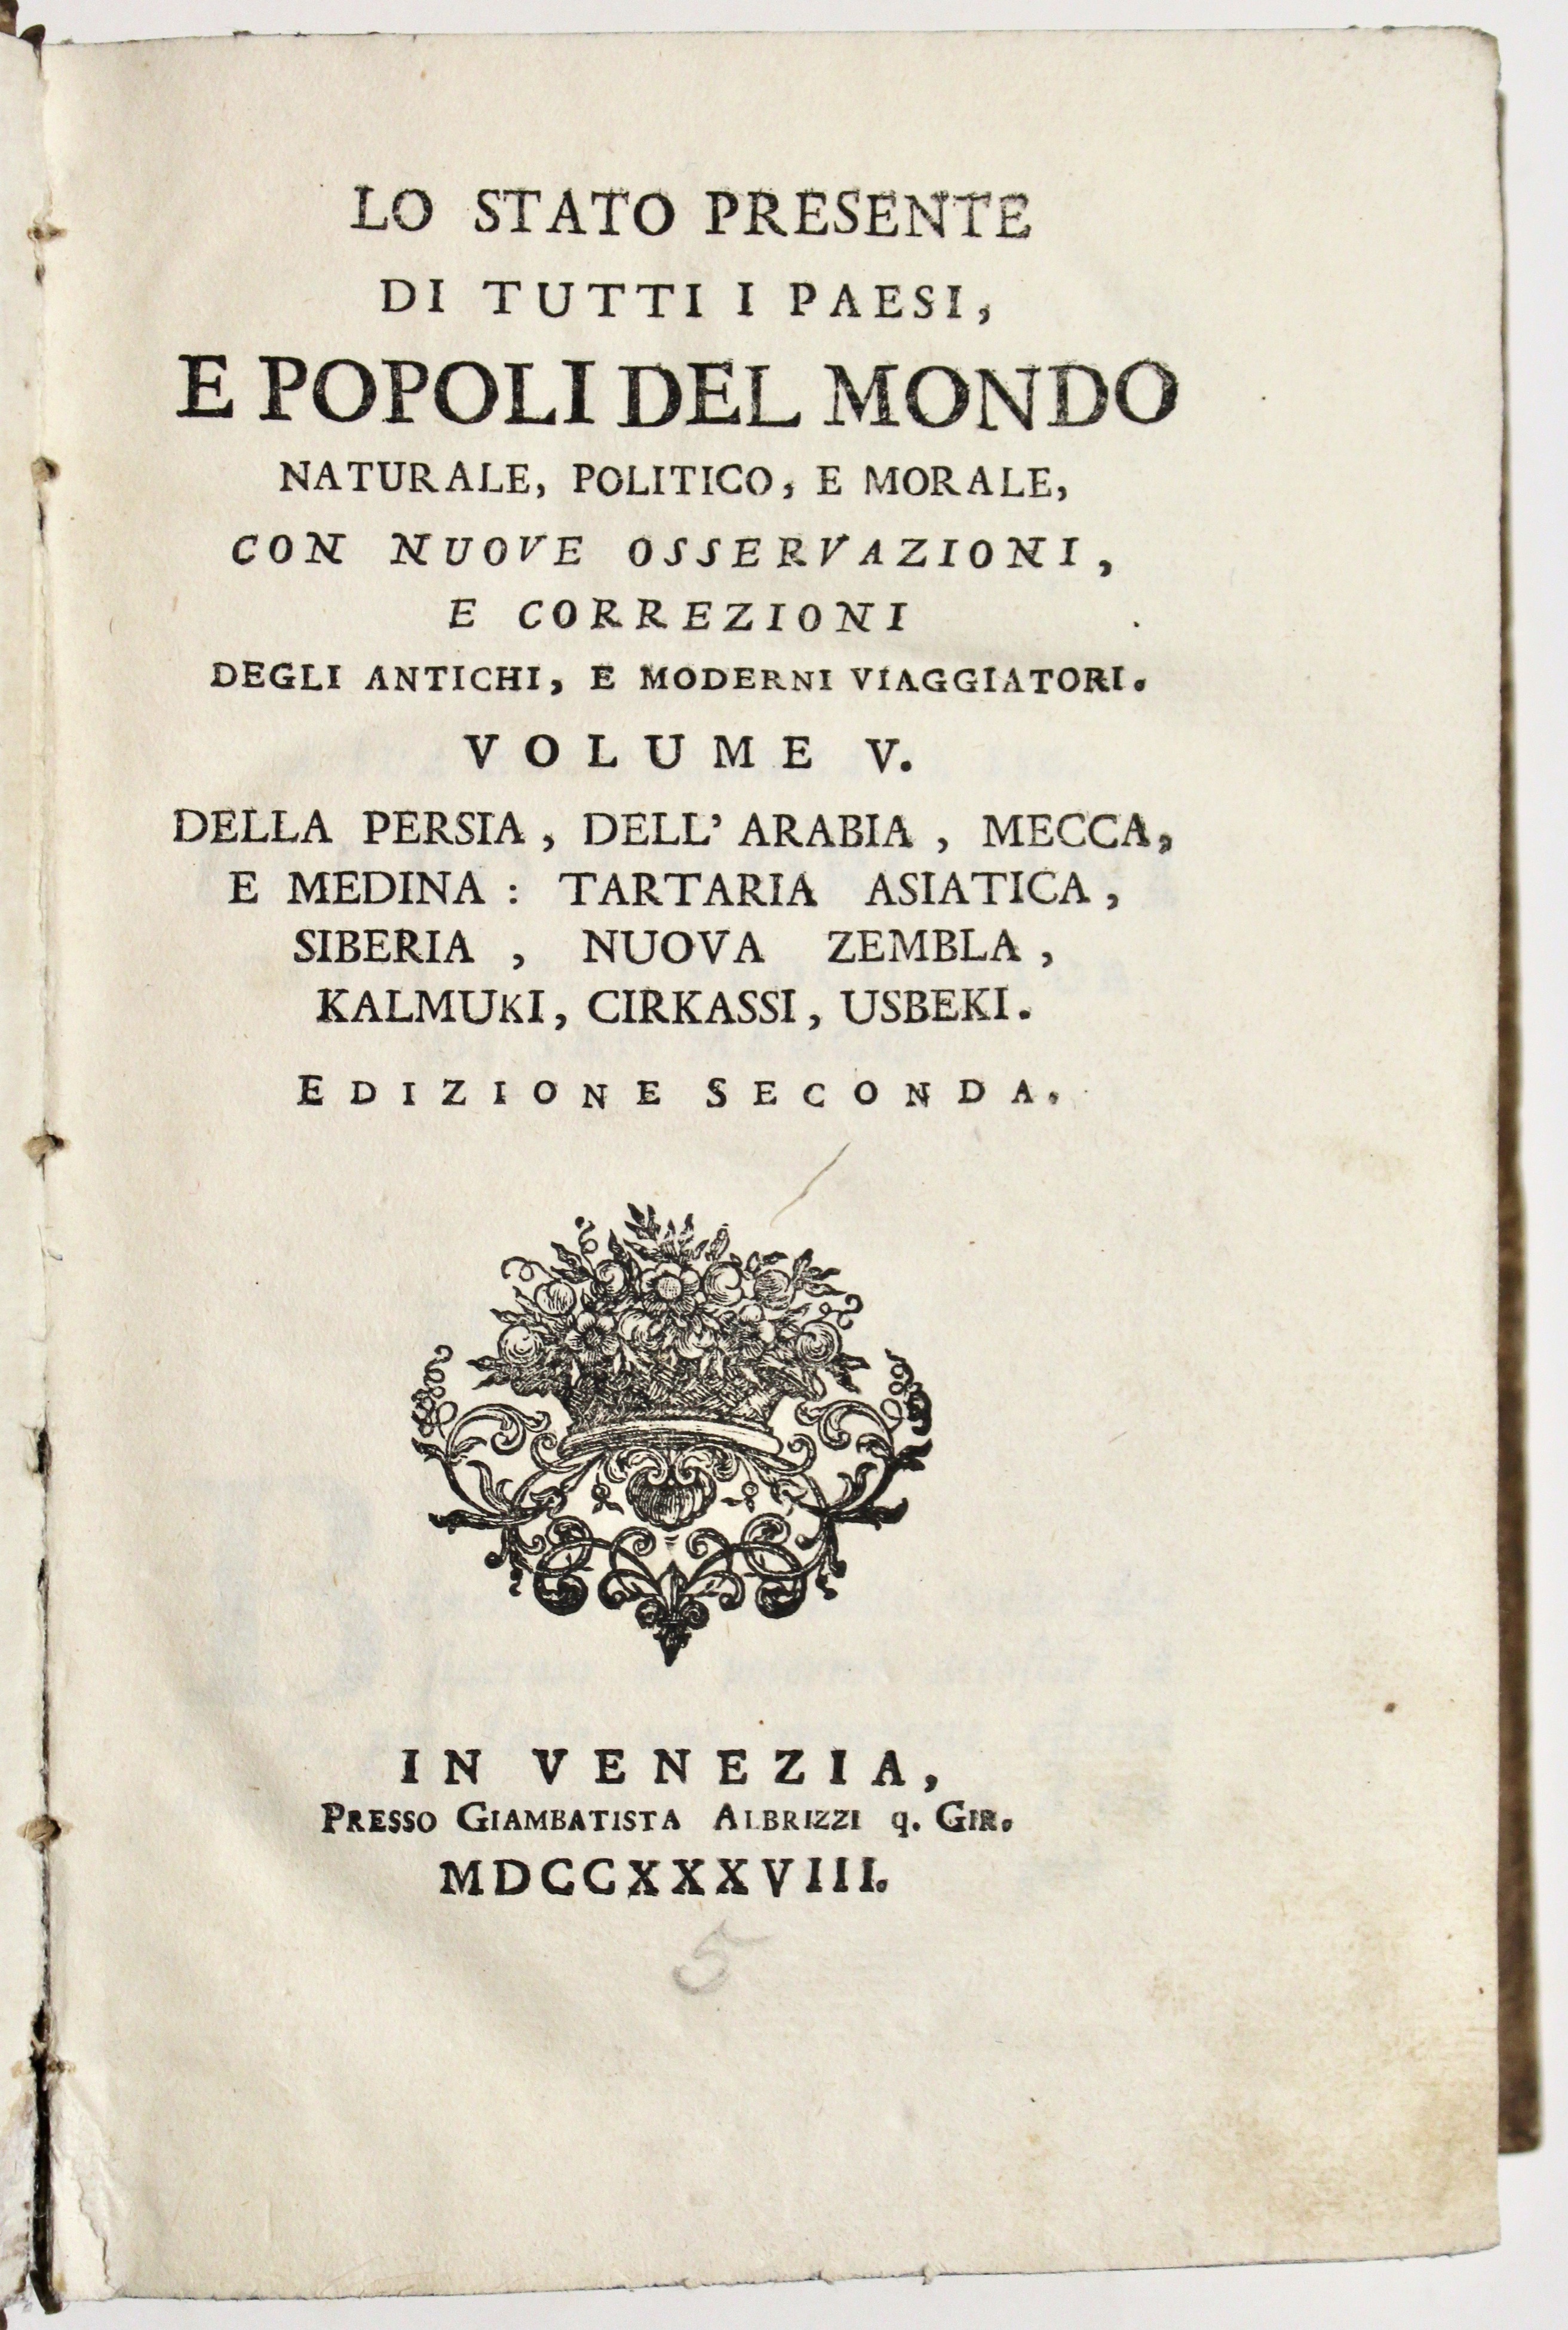 LO STATO PRESENTE
DI TUTTI I PAESI,
E POPOLI DEL MONDO
NATURALE, POLITICO, E MORALE,
CON NUOVE OSSERVAZIONI,
E CORREZIONI
DEGLI ANTICHI, E MODERNI VIAGGIATORI.
VOLUME V.
DELLA PERSIA, DELL' ARABIA, MECCA,
E MEDINA: TARTARIA ASIATICA,
SIBERIA, NUOVA ZEMBLA,
KALMUKI, CIRKASSI, USBEKI.
EDIZIONE SECONDA.
IN VENEZIA,
PRESSO GIAMBATISTA ALBRIZZI q. GIR.
MDCCXXXVIII.
5